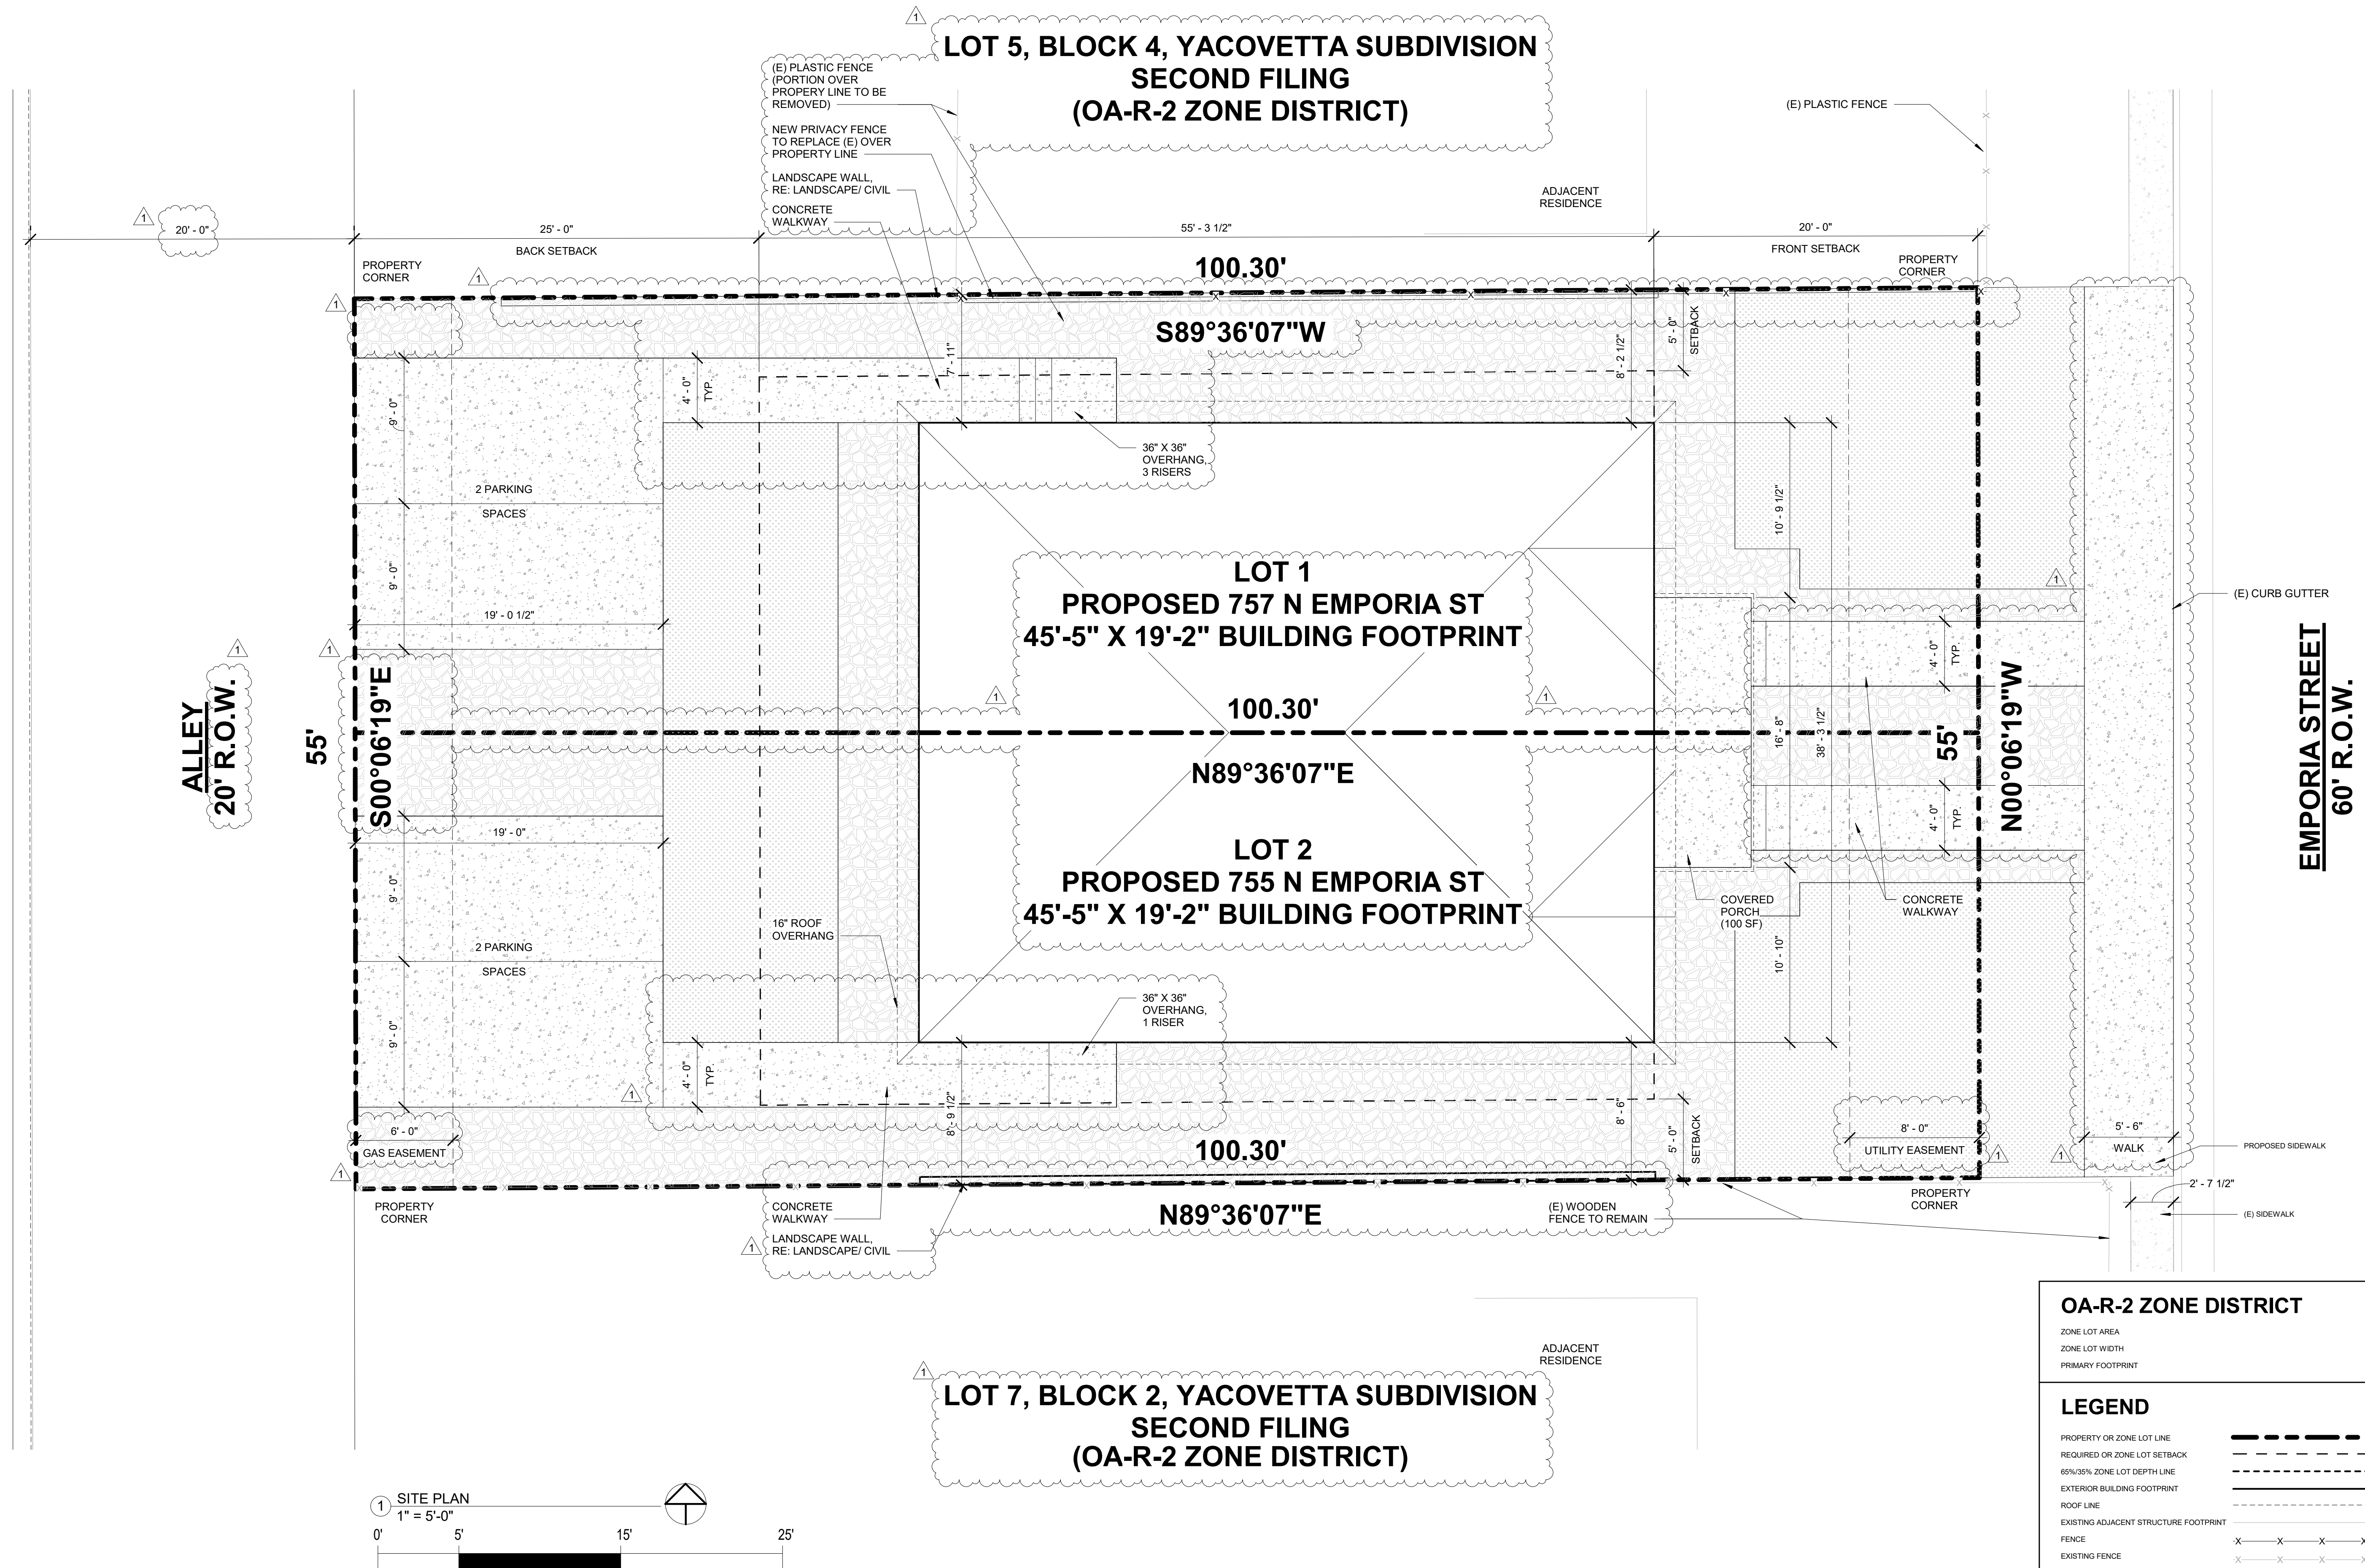 1
LOT 5, BLOCK 4, YACOVETTA SUBDIVISION
SECOND FILING
(OA-R-2 ZONE DISTRICT)
(E) PLASTIC FENCE
(PORTION OVER
PROPERY LINE TO BE
REMOVED)
NEW PRIVACY FENCE
TO REPLACE (E) OVER
PROPERTY LINE
LANDSCAPE WALL,
RE: LANDSCAPE/ CIVIL
CONCRETE
WALKWAY
(E) PLASTIC FENCE
ADJACENT
RESIDENCE
1
20' - 0"
25' - 0"
BACK SETBACK
55' - 3 1/2"
20' - 0"
FRONT SETBACK
PROPERTY
CORNER
PROPERTY
CORNER
1
1
100.30'
S89°36'07"W
7' - 11"
8' - 2 1/2"
5' - 0"
SETBACK
4' - 0"
TYP.
9' - 0"
36" X 36"
OVERHANG,
3 RISERS
2 PARKING
SPACES
9' - 0"
19' - 0 1/2"
10' - 9 1/2"
LOT 1
PROPOSED 757 N EMPORIA ST
45'-5" X 19'-2" BUILDING FOOTPRINT
1
(E) CURB GUTTER
1
1
ALLEY
20' R.O.W.
55'
S00°06'19"E
1
1
100.30'
N89°36'07"E
4' - 0"
TYP.
16' - 8"
38' - 3 1/2"
55'
N00°06'19"W
EMPORIA STREET
60' R.O.W.
4' - 0"
TYP.
19' - 0"
9' - 0"
LOT 2
PROPOSED 755 N EMPORIA ST
45'-5" X 19'-2" BUILDING FOOTPRINT
16" ROOF
OVERHANG
COVERED
PORCH
(100 SF)
CONCRETE
WALKWAY
10' - 10"
2 PARKING
SPACES
9' - 0"
36" X 36"
OVERHANG,
1 RISER
4' - 0"
TYP.
1
8' - 9 1/2"
8' - 6"
5' - 0"
SETBACK
6' - 0"
GAS EASEMENT
1
100.30'
N89°36'07"E
8' - 0"
UTILITY EASEMENT
1
1
5' - 6"
WALK
PROPOSED SIDEWALK
2' - 7 1/2"
(E) SIDEWALK
PROPERTY
CORNER
CONCRETE
WALKWAY
1
LANDSCAPE WALL,
RE: LANDSCAPE/ CIVIL
(E) WOODEN
FENCE TO REMAIN
PROPERTY
CORNER
ADJACENT
RESIDENCE
1
LOT 7, BLOCK 2, YACOVETTA SUBDIVISION
SECOND FILING
(OA-R-2 ZONE DISTRICT)
OA-R-2 ZONE DISTRICT
ZONE LOT AREA
ZONE LOT WIDTH
PRIMARY FOOTPRINT
LEGEND
PROPERTY OR ZONE LOT LINE
REQUIRED OR ZONE LOT SETBACK
65%/35% ZONE LOT DEPTH LINE
EXTERIOR BUILDING FOOTPRINT
ROOF LINE
EXISTING ADJACENT STRUCTURE FOOTPRINT
FENCE
EXISTING FENCE
1
SITE PLAN
1" = 5'-0"
0' 5' 15' 25'